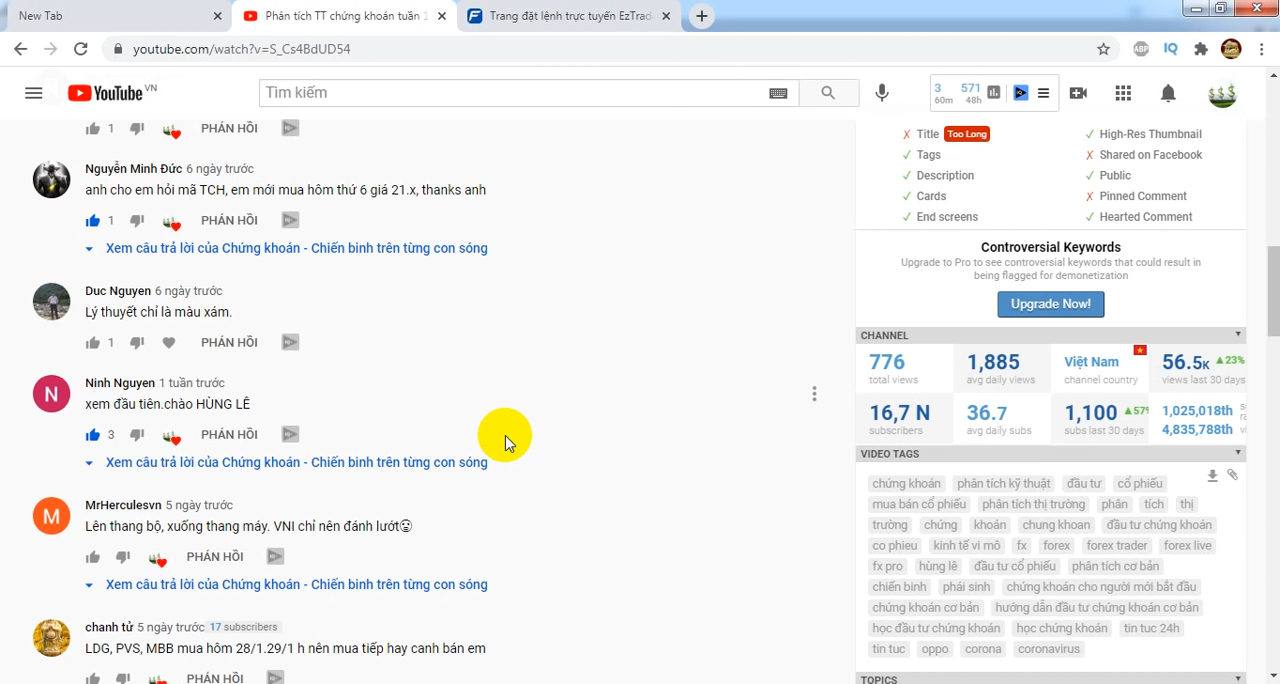 New Tab
Phân tích TT chứng khoán tuần 1
Trang đặt lệnh trực tuyến EzTrade
youtube.com/watch?v=S_Cs4BdUD54
ABP
IQ
YouTube VN
Tìm kiếm
3 571
60m 48h
1 PHẢN HỒI
Nguyễn Minh Đức 6 ngày trước
anh cho em hỏi mã TCH, em mới mua hôm thứ 6 giá 21.x, thanks anh
1 PHẢN HỒI
Xem câu trả lời của Chứng khoán - Chiến binh trên từng con sóng
Duc Nguyen 6 ngày trước
Lý thuyết chỉ là màu xám.
1 PHẢN HỒI
N
Ninh Nguyen 1 tuần trước
xem đầu tiên.chào HÙNG LÊ
3 PHẢN HỒI
Xem câu trả lời của Chứng khoán - Chiến binh trên từng con sóng
M
MrHerculesvn 5 ngày trước
Lên thang bộ, xuống thang máy. VNI chỉ nên đánh lướt
PHẢN HỒI
Xem câu trả lời của Chứng khoán - Chiến binh trên từng con sóng
chanh tử 5 ngày trước 17 subscribers
LDG, PVS, MBB mua hôm 28/1.29/1 h nên mua tiếp hay canh bán em
PHẢN HỒI
Title Too Long
High-Res Thumbnail
Tags
Shared on Facebook
Description
Public
Cards
Pinned Comment
End screens
Hearted Comment
Controversial Keywords
Upgrade to Pro to see controversial keywords that could result in
being flagged for demonetization
Upgrade Now!
CHANNEL
776 1,885 Việt Nam 56.5K 23%
total views avg daily views channel country views last 30 days
16,7 N 36.7 1,100 57% 1,025,018th
subscribers avg daily subs subs last 30 days 4,835,788th
VIDEO TAGS
chứng khoán phân tích kỹ thuật đầu tư cổ phiếu
mua bán cổ phiếu phân tích thị trường phân tích thị
trường chứng khoán chung khoan đầu tư chứng khoán
co phieu kinh tế vi mô fx forex forex trader forex live
fx pro hùng lê đầu tư cổ phiếu phân tích cơ bản
chiến binh phái sinh chứng khoán cho người mới bắt đầu
chứng khoán cơ bản hướng dẫn đầu tư chứng khoán cơ bản
học đầu tư chứng khoán học chứng khoán tin tuc 24h
tin tuc oppo corona coronavirus
TOPICS